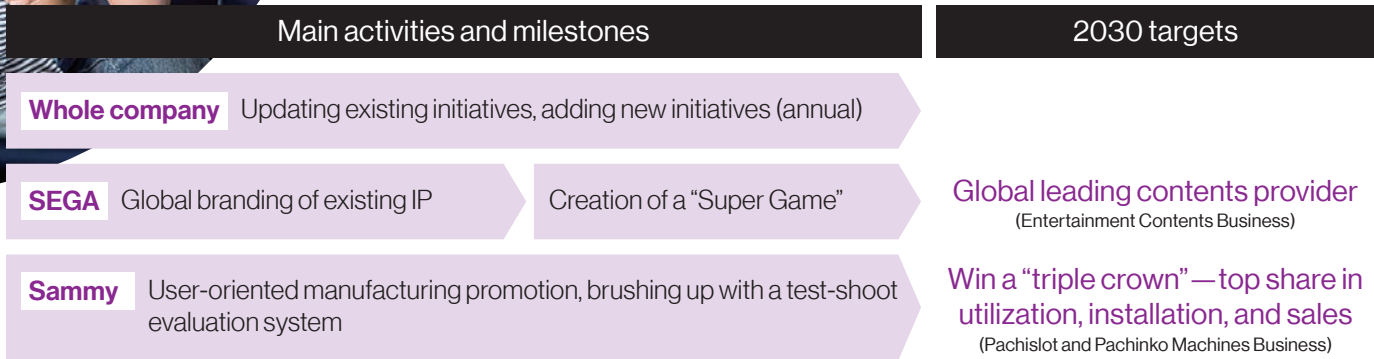 Main activities and milestones
2030 targets
Whole company Updating existing initiatives, adding new initiatives (annual)
SEGA Global branding of existing IP
Creation of a “Super Game”
Global leading contents provider
(Entertainment Contents Business)
Sammy User-oriented manufacturing promotion, brushing up with a test-shoot
evaluation system
Win a “triple crown”—top share in
utilization, installation, and sales
(Pachislot and Pachinko Machines Business)